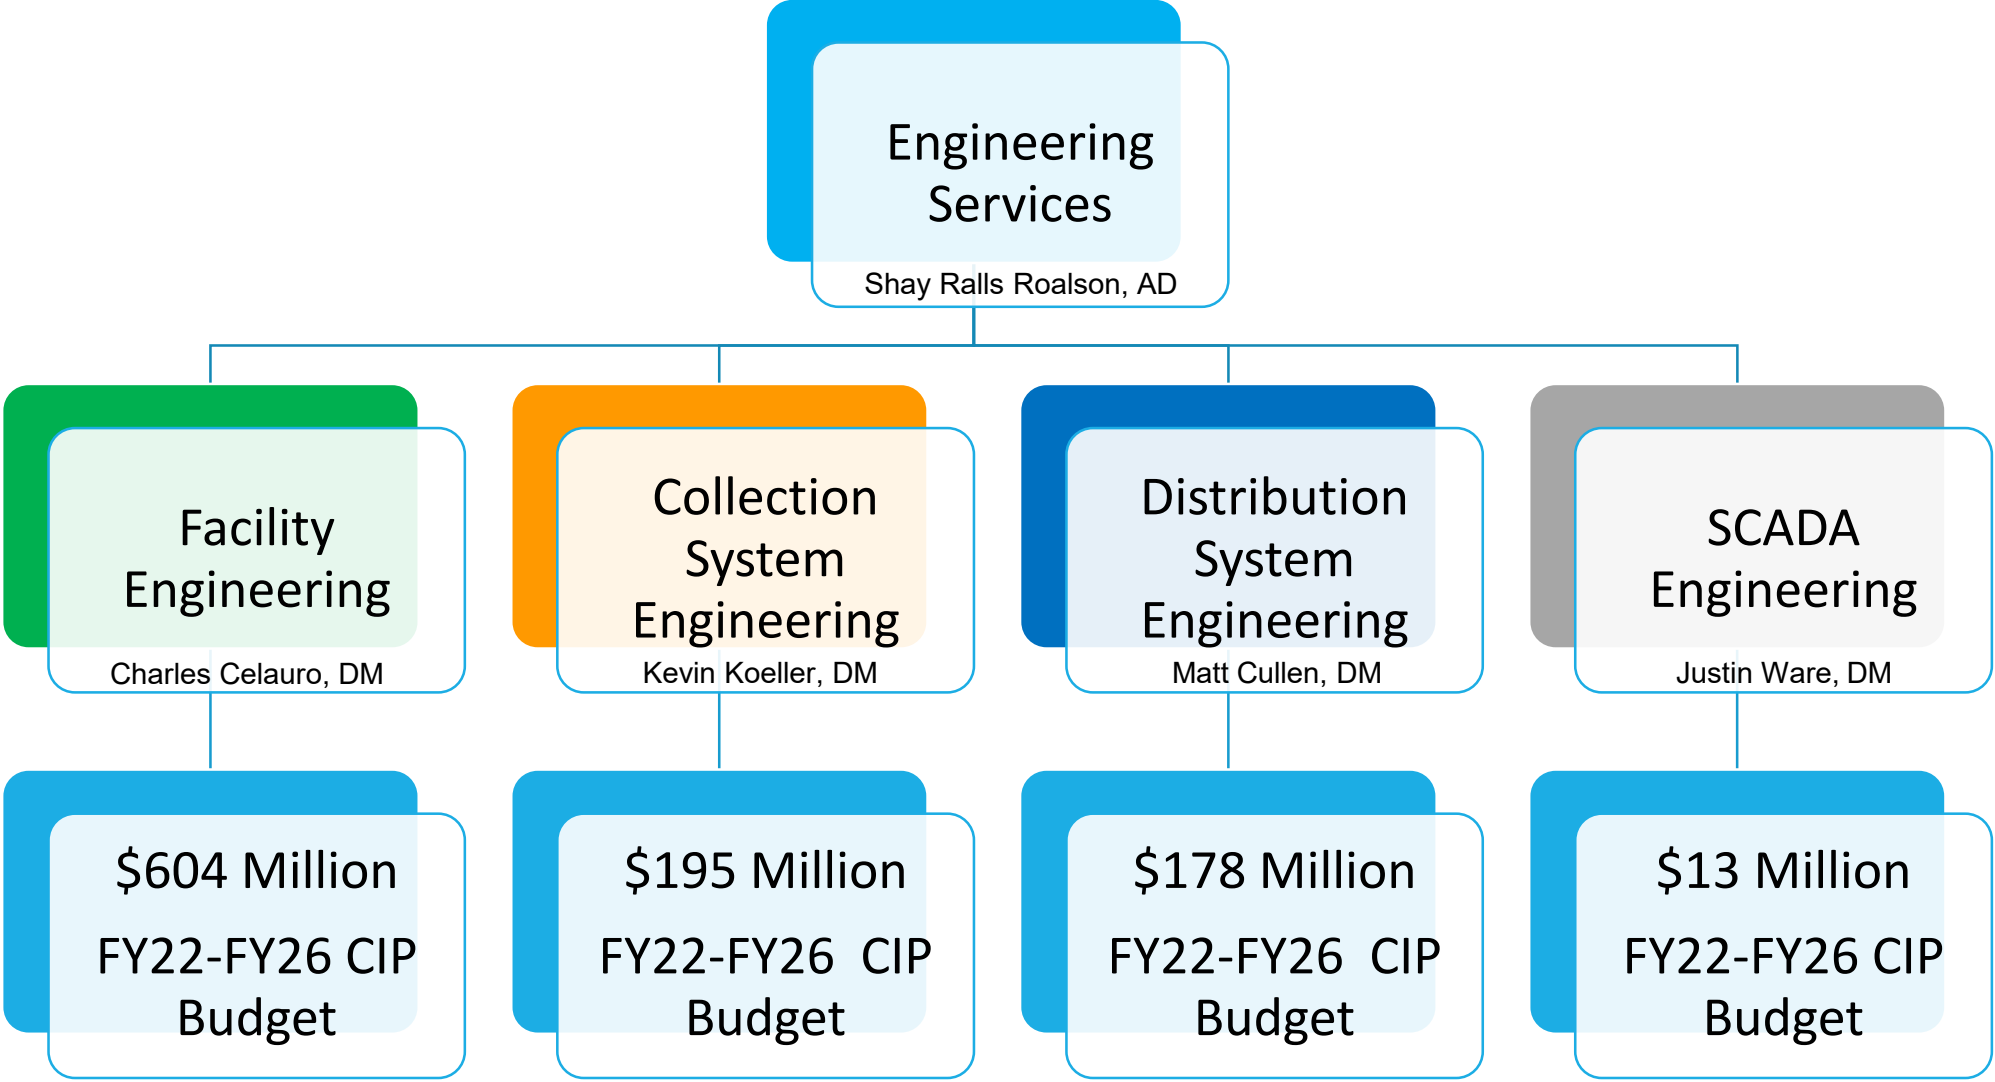 Engineering
Services
Shay Ralls Roalson, AD
Facility
Engineering
Charles Celauro, DM
Collection
System
Engineering
Kevin Koeller, DM
Distribution
System
Engineering
Matt Cullen, DM
SCADA
Engineering
Justin Ware, DM
$604 Million
FY22-FY26 CIP
Budget
$195 Million
FY22-FY26 CIP
Budget
$178 Million
FY22-FY26 CIP
Budget
$13 Million
FY22-FY26 CIP
Budget